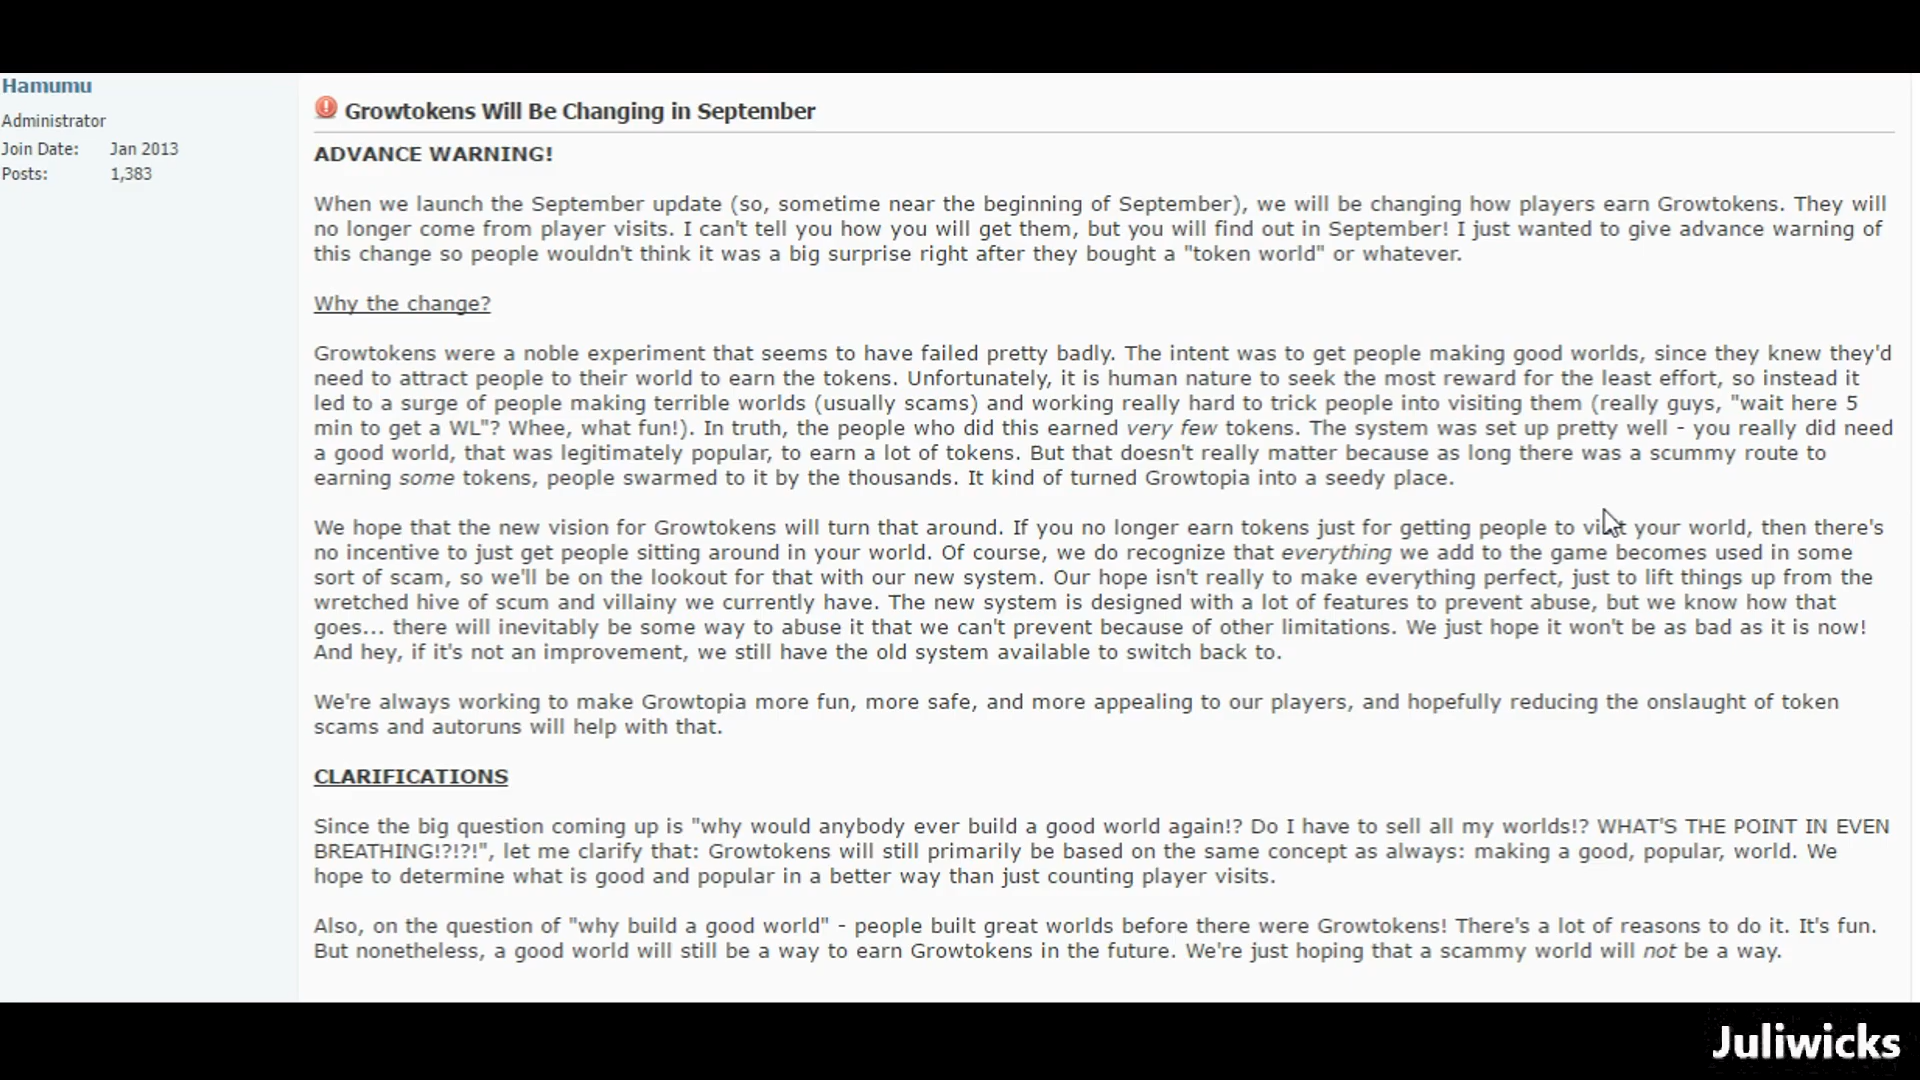 Hamumu
Administrator
Join Date: Jan 2013
Posts: 1,383
Growtokens Will Be Changing in September
ADVANCE WARNING!
When we launch the September update (so, sometime near the beginning of September), we will be changing how players earn Growtokens. They will
no longer come from player visits. I can't tell you how you will get them, but you will find out in September! I just wanted to give advance warning of
this change so people wouldn't think it was a big surprise right after they bought a "token world" or whatever.
Why the change?
Growtokens were a noble experiment that seems to have failed pretty badly. The intent was to get people making good worlds, since they knew they'd
need to attract people to their world to earn the tokens. Unfortunately, it is human nature to seek the most reward for the least effort, so instead it
led to a surge of people making terrible worlds (usually scams) and working really hard to trick people into visiting them (really guys, "wait here 5
min to get a WL"? Whee, what fun!). In truth, the people who did this earned very few tokens. The system was set up pretty well - you really did need
a good world, that was legitimately popular, to earn a lot of tokens. But that doesn't really matter because as long there was a scummy route to
earning some tokens, people swarmed to it by the thousands. It kind of turned Growtopia into a seedy place.
We hope that the new vision for Growtokens will turn that around. If you no longer earn tokens just for getting people to visit your world, then there's
no incentive to just get people sitting around in your world. Of course, we do recognize that everything we add to the game becomes used in some
sort of scam, so we'll be on the lookout for that with our new system. Our hope isn't really to make everything perfect, just to lift things up from the
wretched hive of scum and villainy we currently have. The new system is designed with a lot of features to prevent abuse, but we know how that
goes... there will inevitably be some way to abuse it that we can't prevent because of other limitations. We just hope it won't be as bad as it is now!
And hey, if it's not an improvement, we still have the old system available to switch back to.
We're always working to make Growtopia more fun, more safe, and more appealing to our players, and hopefully reducing the onslaught of token
scams and autoruns will help with that.
CLARIFICATIONS
Since the big question coming up is "why would anybody ever build a good world again!? Do I have to sell all my worlds!? WHAT'S THE POINT IN EVEN
BREATHING!?!?!", let me clarify that: Growtokens will still primarily be based on the same concept as always: making a good, popular, world. We
hope to determine what is good and popular in a better way than just counting player visits.
Also, on the question of "why build a good world" - people built great worlds before there were Growtokens! There's a lot of reasons to do it. It's fun.
But nonetheless, a good world will still be a way to earn Growtokens in the future. We're just hoping that a scammy world will not be a way.
Juliwicks